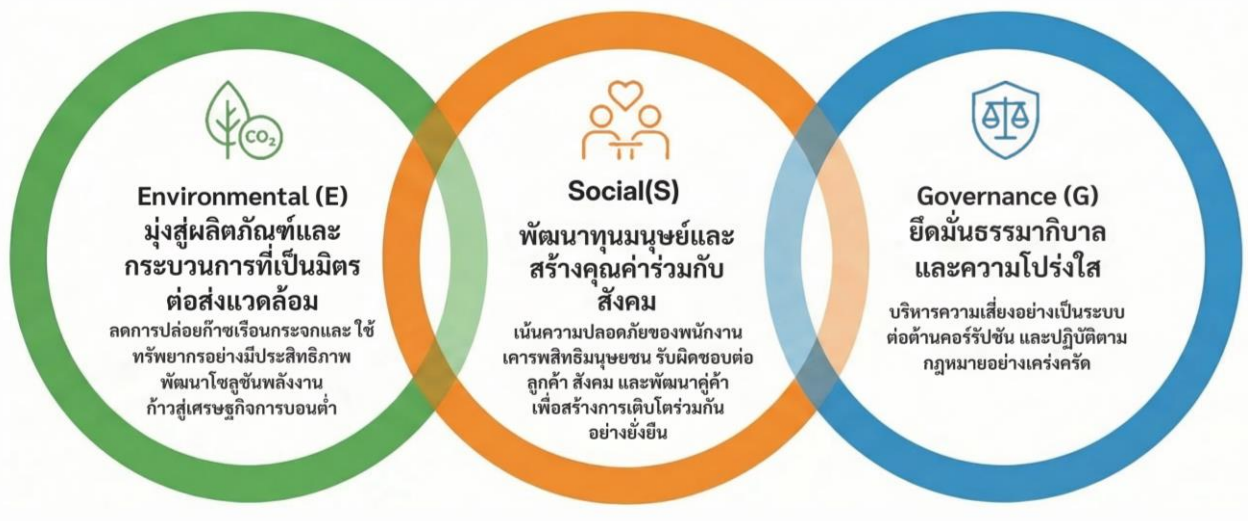 CO₂
Environmental (E)
มุ่งสู่ผลิตภัณฑ์และ
กระบวนการที่เป็นมิตร
ต่อส่งแวดล้อม
ลดการปล่อยก๊าซเรือนกระจกและ ใช้
ทรัพยากรอย่างมีประสิทธิภาพ
พัฒนาโซลูชันพลังงาน
ก้าวสู่เศรษฐกิจการบอนต่ำ
Social(S)
พัฒนาทุนมนุษย์และ
สร้างคุณค่าร่วมกับ
สังคม
เน้นความปลอดภัยของพนักงาน
เคารพสิทธิมนุษยชน รับผิดชอบต่อ
ลูกค้า สังคม และพัฒนาคู่ค้า
เพื่อสร้างการเติบโตร่วมกัน
อย่างยั่งยืน
Governance (G)
ยึดมั่นธรรมาภิบาล
และความโปร่งใส
บริหารความเสี่ยงอย่างเป็นระบบ
ต่อต้านคอร์รัปชัน และปฏิบัติตาม
กฎหมายอย่างเคร่งครัด